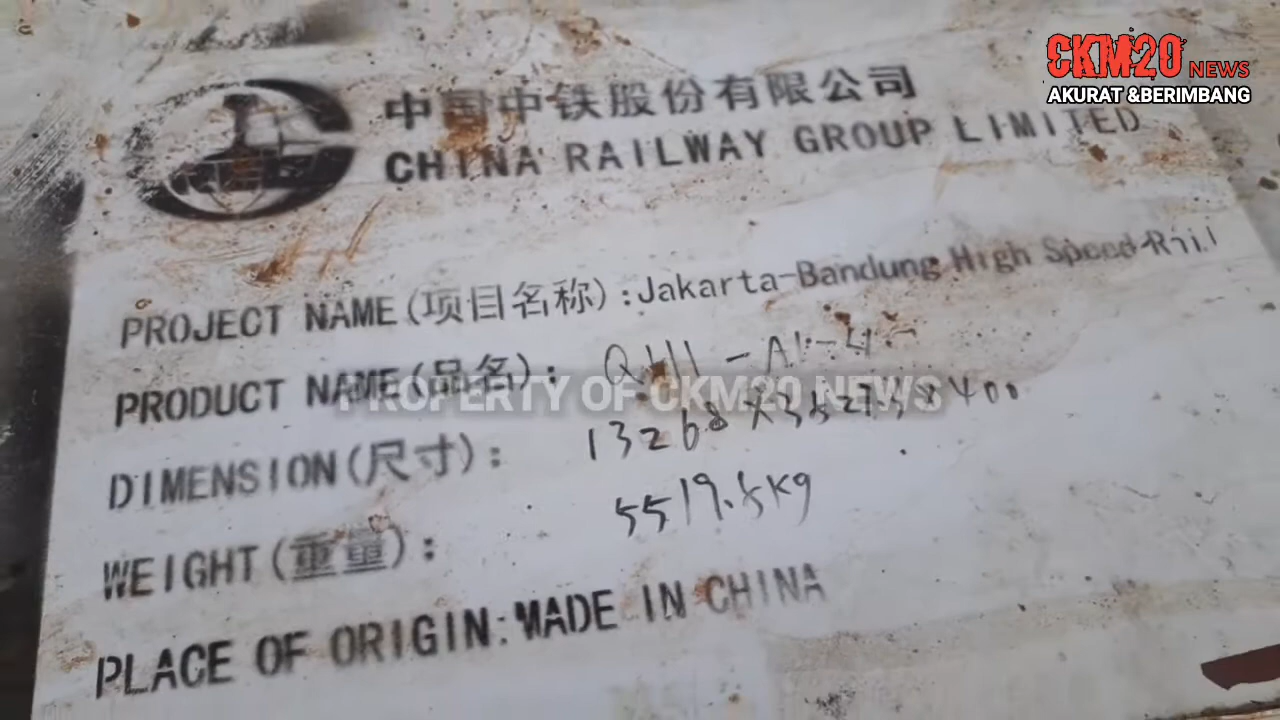 CKM20 NEWS
AKURAT &BERIMBANG
中国中铁股份有限公司
CHINA RAILWAY GROUP LIMITED
PROJECT NAME(项目名称):Jakarta-Bandung High Speed Rail
PRODUCT NAME(品名):
PROPERTY OF CKM20 NEWS
DIMENSION(尺寸):
WEIGHT(重量): 5519.5kg
PLACE OF ORIGIN:MADE IN CHINA